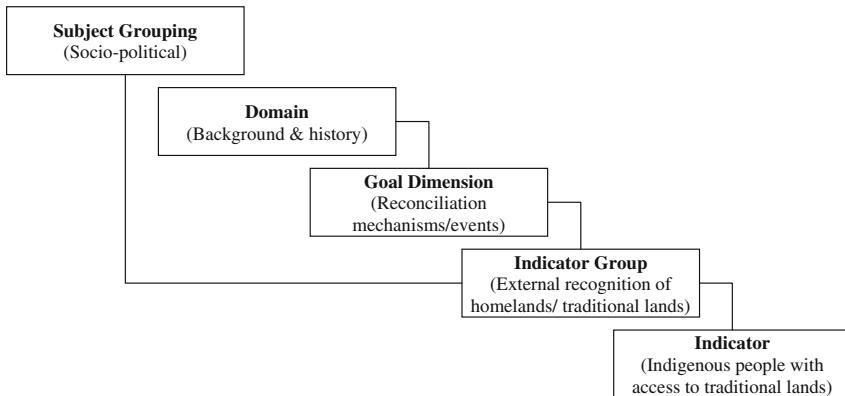 Subject Grouping
(Socio-political)
Domain
(Background & history)
Goal Dimension
(Reconciliation
mechanisms/events)
Indicator Group
(External recognition of
homelands/ traditional lands)
Indicator
(Indigenous people with
access to traditional lands)